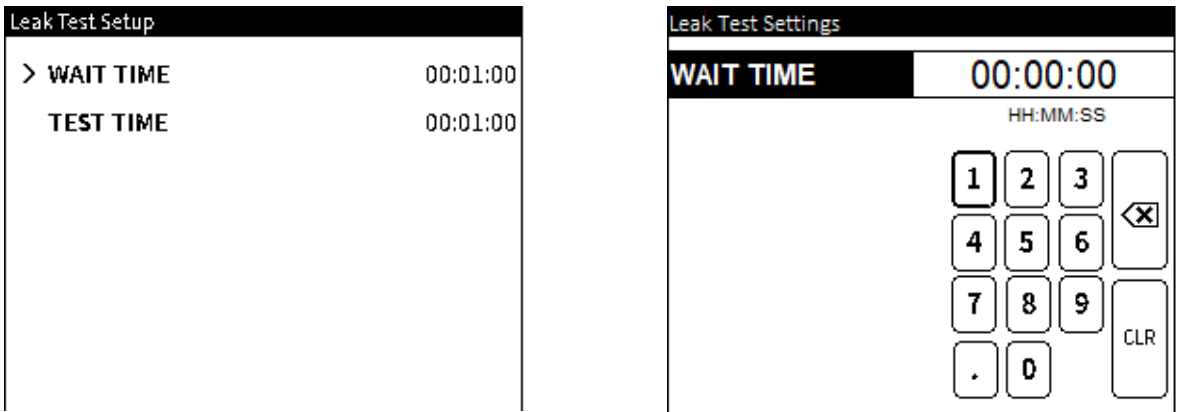 Leak Test Setup
> WAIT TIME 00:01:00
TEST TIME 00:01:00
Leak Test Settings
WAIT TIME 00:00:00
HH:MM:SS
1 2 3
4 5 6
7 8 9
CLR
. 0